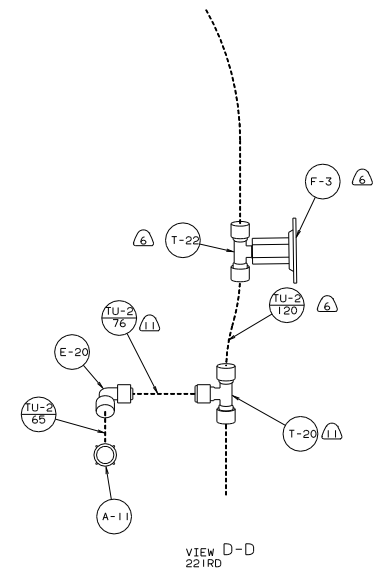 F-3
6
6
T-22
TU-2
120
6
TU-2
76
11
E-20
TU-2
65
T-20
11
A-11
VIEW D-D
221RD